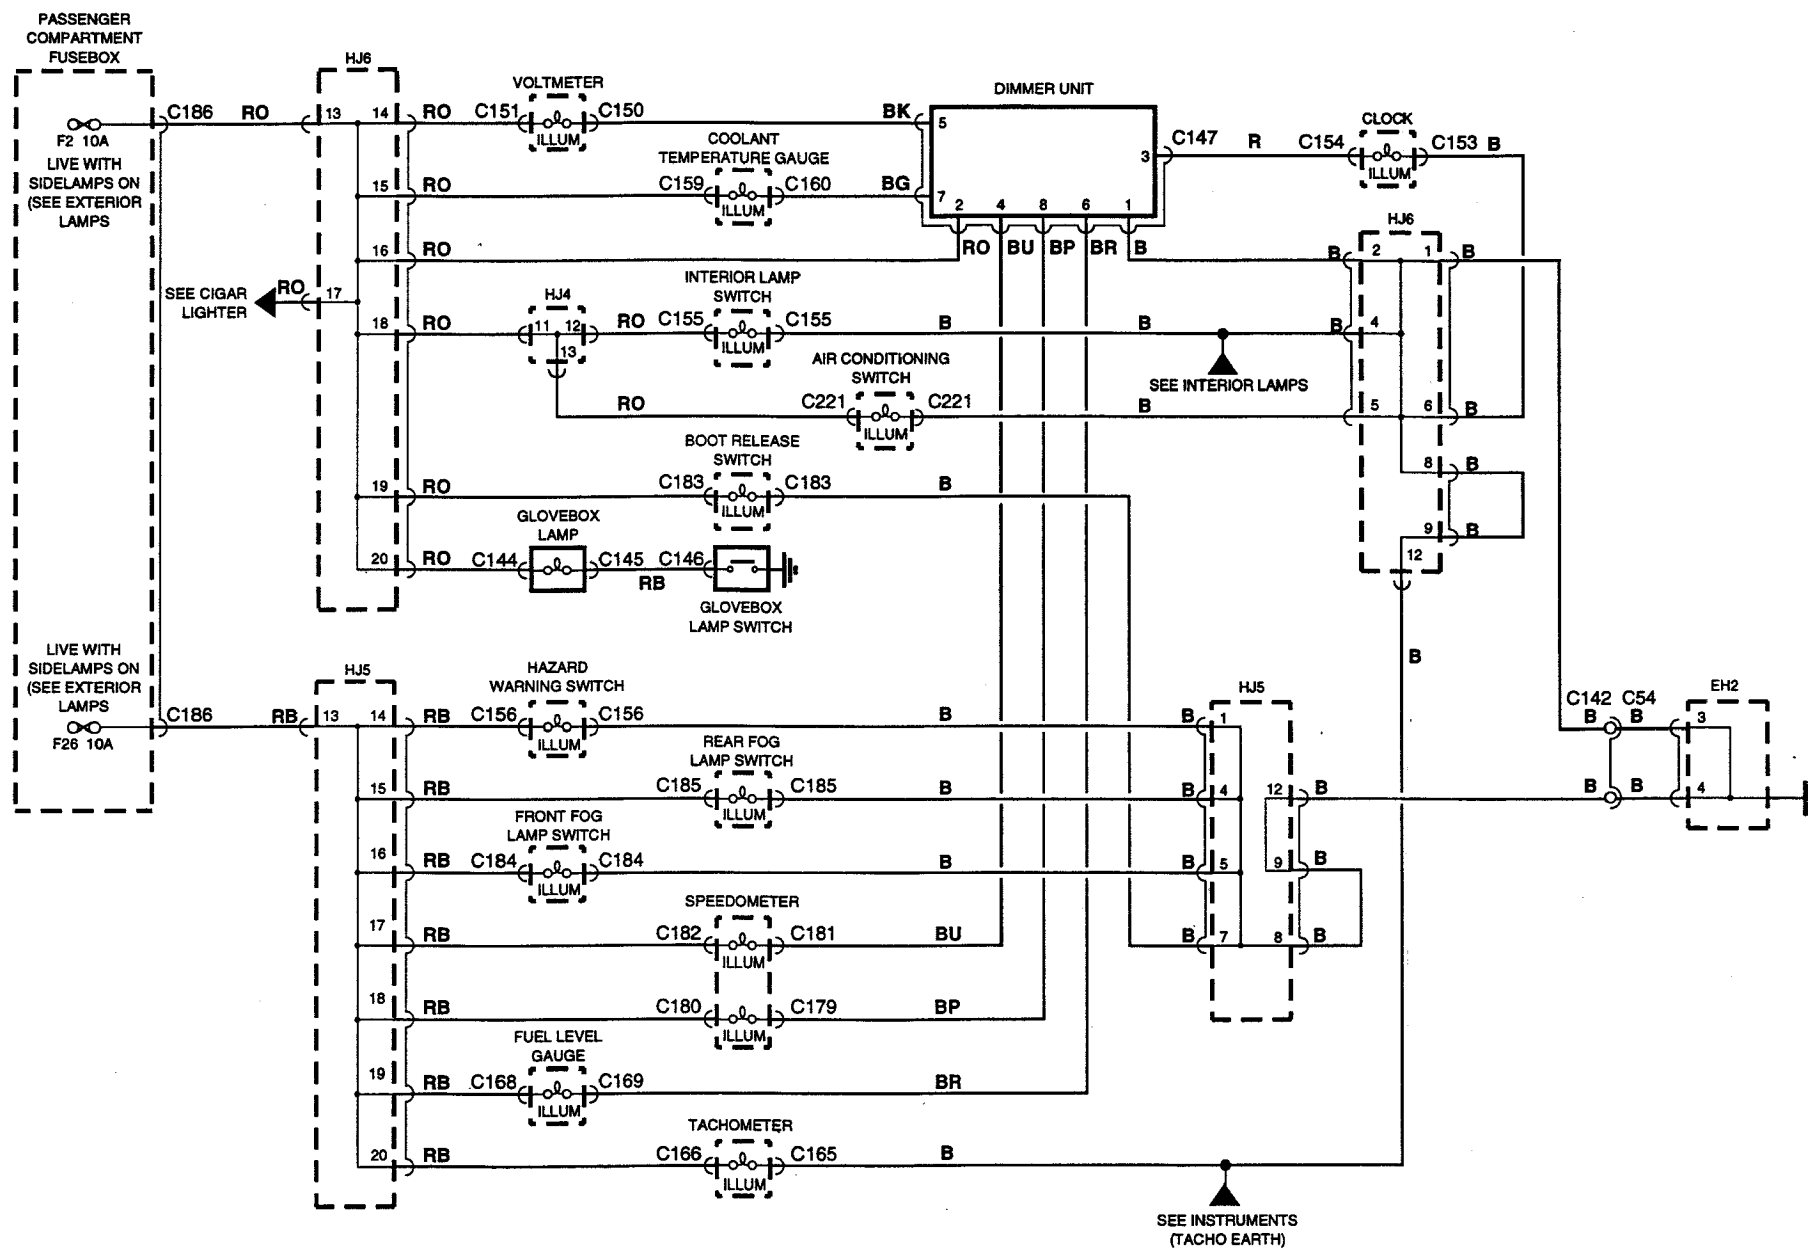 PASSENGER
COMPARTMENT
FUSEBOX
HJ6
VOLTMETER
DIMMER UNIT
C186 RO 13 14 RO C151 C150 BK 5
ILLUM
F2 10A
LIVE WITH
SIDELAMPS ON
(SEE EXTERIOR
LAMPS
COOLANT
TEMPERATURE GAUGE
15 RO C159 C160 BG 7
ILLUM
3 C147 R C154 C153 B
CLOCK
ILLUM
2 4 8 6 1
RO BU BP BR B
16 RO
HJ6
B 2 1 B
SEE CIGAR
LIGHTER
RO 17
INTERIOR LAMP
SWITCH
HJ4
18 RO 11 12 RO C155 C155 B B B 4
13
ILLUM
SEE INTERIOR LAMPS
AIR CONDITIONING
SWITCH
RO C221 C221 B 5 6 B
ILLUM
BOOT RELEASE
SWITCH
8 B
19 RO C183 C183 B
ILLUM
9 B
12
GLOVEBOX
LAMP
20 RO C144 C145 C146
RB
GLOVEBOX
LAMP SWITCH
B
LIVE WITH
SIDELAMPS ON
(SEE EXTERIOR
LAMPS
HJ5
HAZARD
WARNING SWITCH
HJ5
C142 C54 EH2
C186 RB 13 14 RB C156 C156 B B 1
F26 10A
ILLUM
B B 3
REAR FOG
LAMP SWITCH
15 RB C185 C185 B B 4 12 B
ILLUM
B B 4
FRONT FOG
LAMP SWITCH
16 RB C184 C184 B B 5 9 B
ILLUM
SPEEDOMETER
17 RB C182 C181 BU
ILLUM
B 7 8 B
18 RB C180 C179 BP
ILLUM
FUEL LEVEL
GAUGE
19 RB C168 C169 BR
ILLUM
TACHOMETER
20 RB C166 C165 B
ILLUM
SEE INSTRUMENTS
(TACHO EARTH)